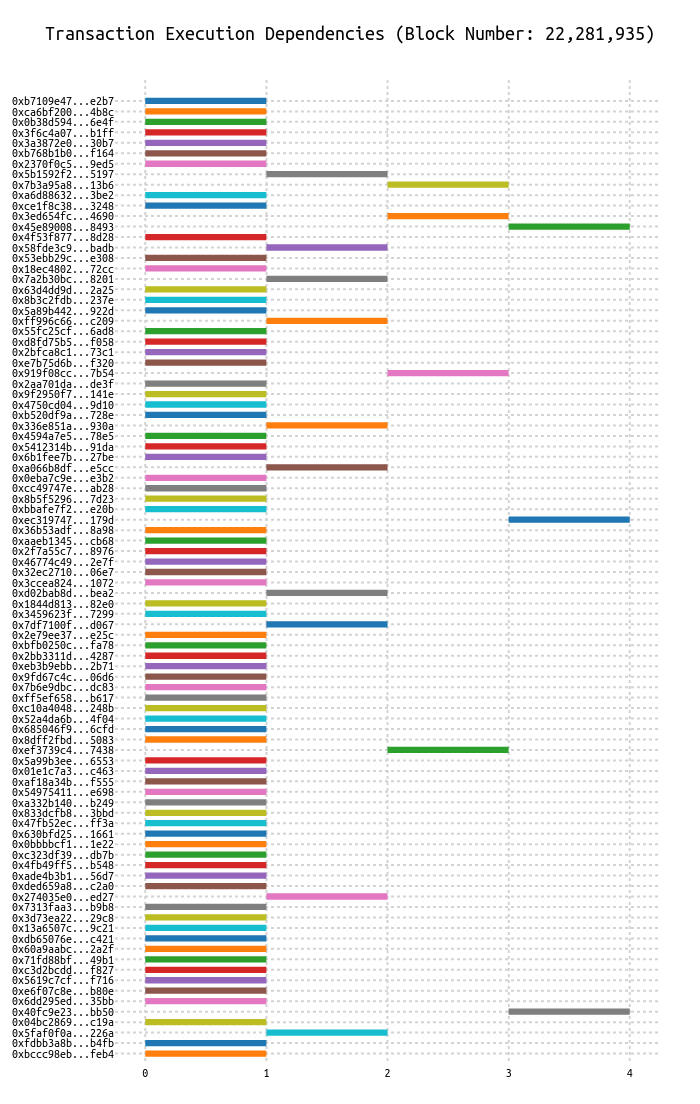 Transaction Execution Dependencies (Block Number: 22,281,935)
0xb7109e47...e2b7
0xca6bf200...4b8c
0x0b38d594...6e4f
0x3f6c4a07...b1ff
0x3a3872e0...30b7
0xb768b1b0...f164
0x2370f0c5...9ed5
0x5b1592f2...5197
0x7b3a95a8...13b6
0xa6d88632...3be2
0xce1f8c38...3248
0x3ed654fc...4690
0x45e89008...8493
0x4f53f877...8d28
0x58fde3c9...badb
0x53ebb29c...e308
0x18ec4802...72cc
0x7a2b30bc...8201
0x63d4dd9d...2a25
0x8b3c2fdb...237e
0x5a89b442...922d
0xff996c66...c209
0x55fc25cf...6ad8
0xd8fd75b5...f058
0x2bfca8c1...73c1
0xe7b75d6b...f320
0x919f08cc...7b54
0x2aa701da...de3f
0x9f2950f7...141e
0x4750cd04...9d10
0xb520df9a...728e
0x336e851a...930a
0x4594a7e5...78e5
0x5412314b...91da
0x6b1fee7b...27be
0xa066b8df...e5cc
0x0eba7c9e...e3b2
0xcc49747e...ab28
0x8b5f5296...7d23
0xbbafe7f2...e20b
0xec319747...179d
0x36b53adf...8a98
0xaaeb1345...cb68
0x2f7a55c7...8976
0x46774c49...2e7f
0x32ec2710...06e7
0x3ccea824...1072
0xd02bab8d...bea2
0x1844d813...82e0
0x3459623f...7299
0x7df7100f...d067
0x2e79ee37...e25c
0xbfb0250c...fa78
0x2bb3311d...4287
0xeb3b9ebb...2b71
0x9fd67c4c...06d6
0x7b6e9dbc...dc83
0xff5ef658...b617
0xc10a4048...248b
0x52a4da6b...4f04
0x685046f9...6cfd
0x8dff2fbd...5083
0xef3739c4...7438
0x5a99b3ee...6553
0x01e1c7a3...c463
0xaf18a34b...f555
0x54975411...e698
0xa332b140...b249
0x833dcfb8...3bbd
0x47fb52ec...ff3a
0x630bfd25...1661
0x0bbbbcf1...1e22
0xc323df39...db7b
0x4fb49ff5...b548
0xade4b3b1...56d7
0xded659a8...c2a0
0x274035e0...ed27
0x7313faa3...b9b8
0x3d73ea22...29c8
0x13a6507c...9c21
0xdb65076e...c421
0x60a9aabc...2a2f
0x71fd88bf...49b1
0xc3d2bcdd...f827
0x5619c7cf...f716
0xe6f07c8e...b80e
0x6dd295ed...35bb
0x40fc9e23...bb50
0x04bc2869...c19a
0x5faf0f0a...226a
0xfdbb3a8b...b4fb
0xbccc98eb...feb4
0 1 2 3 4